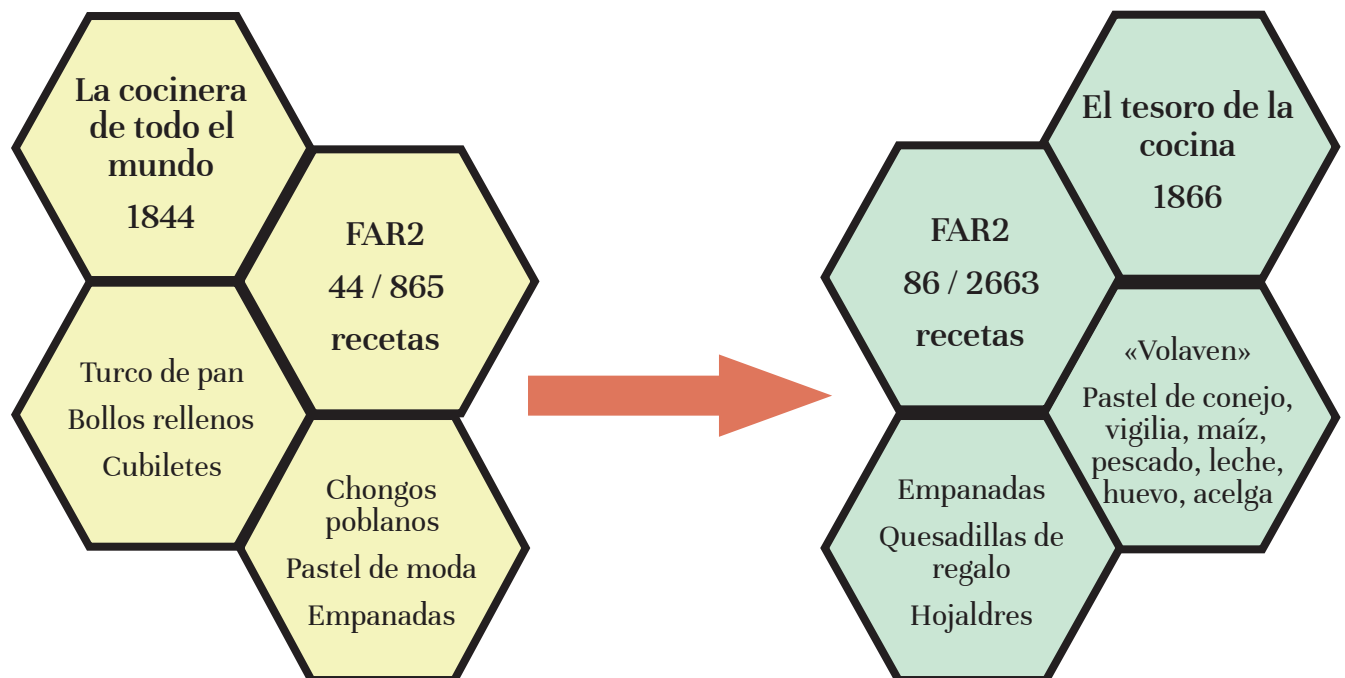 La cocinera
de todo el
mundo
1844
FAR2
44 / 865
recetas
Turco de pan
Bollos rellenos
Cubiletes
Chongos
poblanos
Pastel de moda
Empanadas
El tesoro de la
cocina
1866
FAR2
86 / 2663
recetas
«Volaven»
Pastel de conejo,
vigilia, maíz,
pescado, leche,
huevo, acelga
Empanadas
Quesadillas de
regalo
Hojaldres